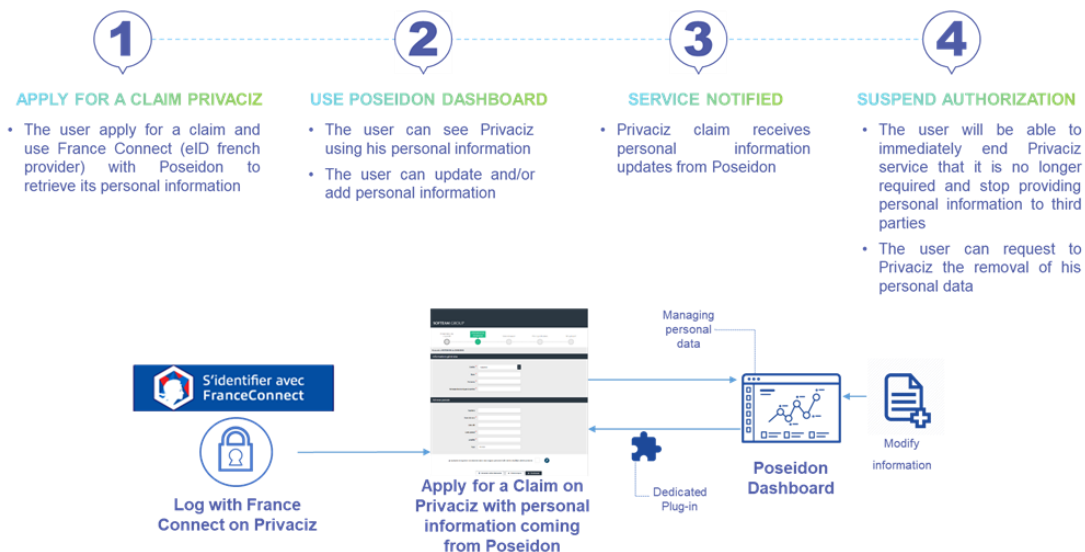 1
2
3
4
APPLY FOR A CLAIM PRIVACIZ
• The user apply for a claim and
use France Connect (eID french
provider) with Poseidon to
retrieve its personal information
USE POSEIDON DASHBOARD
• The user can see Privaciz
using his personal information
• The user can update and/or
add personal information
SERVICE NOTIFIED
• Privaciz claim receives
personal information
updates from Poseidon
SUSPEND AUTHORIZATION
• The user will be able to
immediately end Privaciz
service that it is no longer
required and stop providing
personal information to third
parties
• The user can request to
Privaciz the removal of his
personal data
S'identifier avec
FranceConnect
Log with France
Connect on Privaciz
GROUP
Apply for a Claim on
Privaciz with personal
information coming
from Poseidon
Managing
personal
data
Dedicated
Plug-in
Poseidon
Dashboard
Modify
information